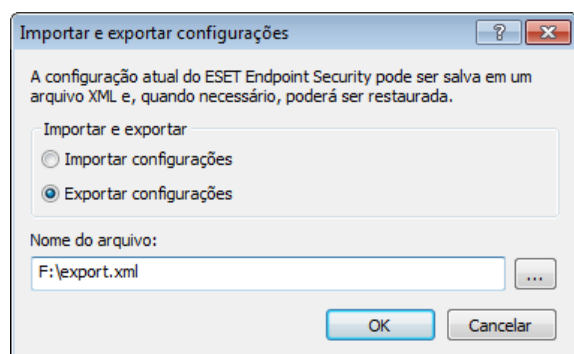 Importar e exportar configurações
A configuração atual do ESET Endpoint Security pode ser salva em um
arquivo XML e, quando necessário, poderá ser restaurada.
Importar e exportar
Importar configurações
Exportar configurações
Nome do arquivo:
F:\export.xml
...
OK Cancelar